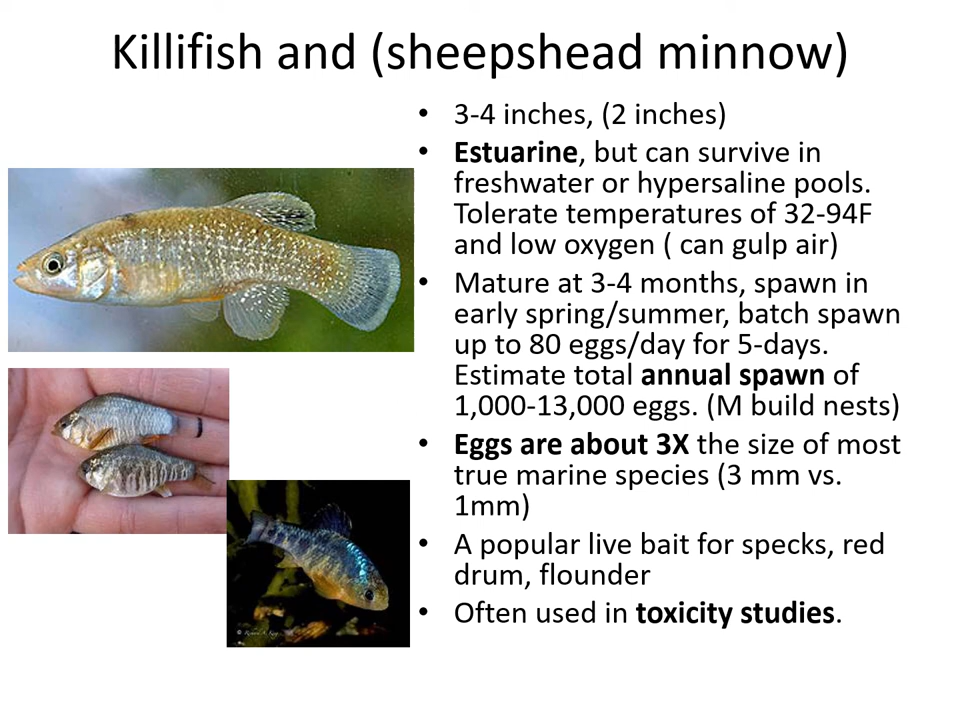 Killifish and (sheepshead minnow)
• 3-4 inches, (2 inches)
• Estuarine, but can survive in
freshwater or hypersaline pools.
Tolerate temperatures of 32-94F
and low oxygen ( can gulp air)
• Mature at 3-4 months, spawn in
early spring/summer, batch spawn
up to 80 eggs/day for 5-days.
Estimate total annual spawn of
1,000-13,000 eggs. (M build nests)
• Eggs are about 3X the size of most
true marine species (3 mm vs.
1mm)
• A popular live bait for specks, red
drum, flounder
• Often used in toxicity studies.